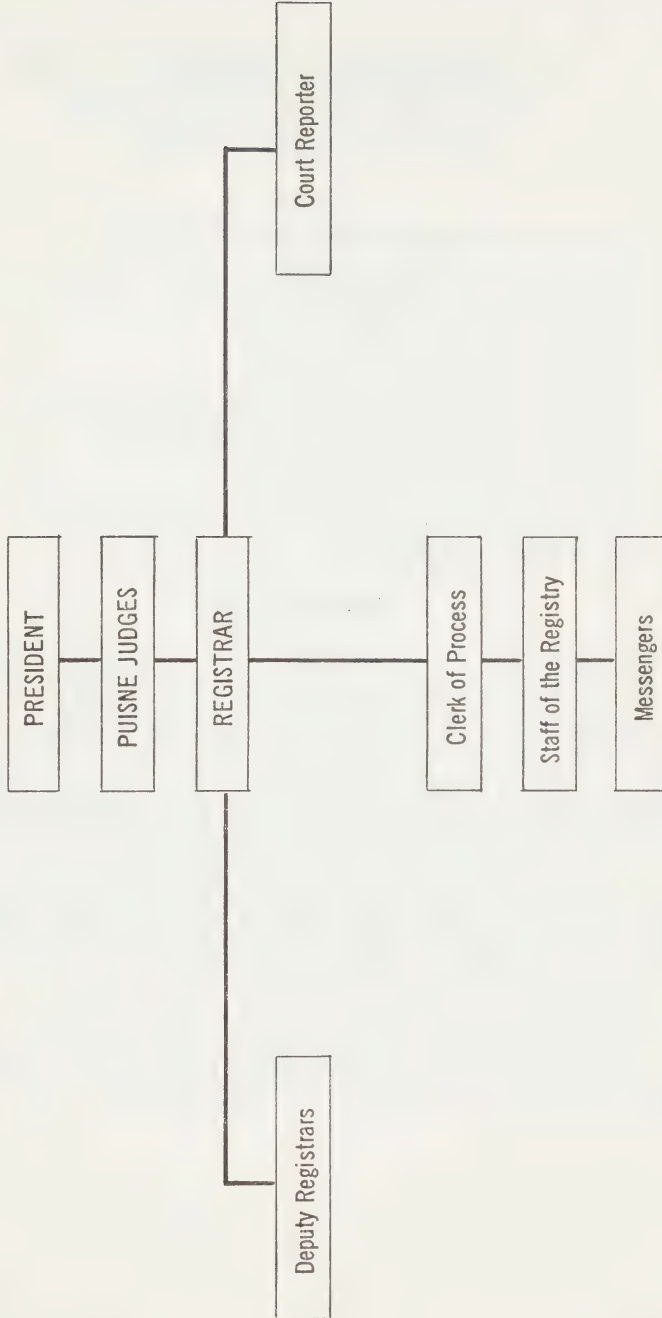 PRESIDENT
PUISNE JUDGES
REGISTRAR
Deputy Registrars
Court Reporter
Clerk of Process
Staff of the Registry
Messengers